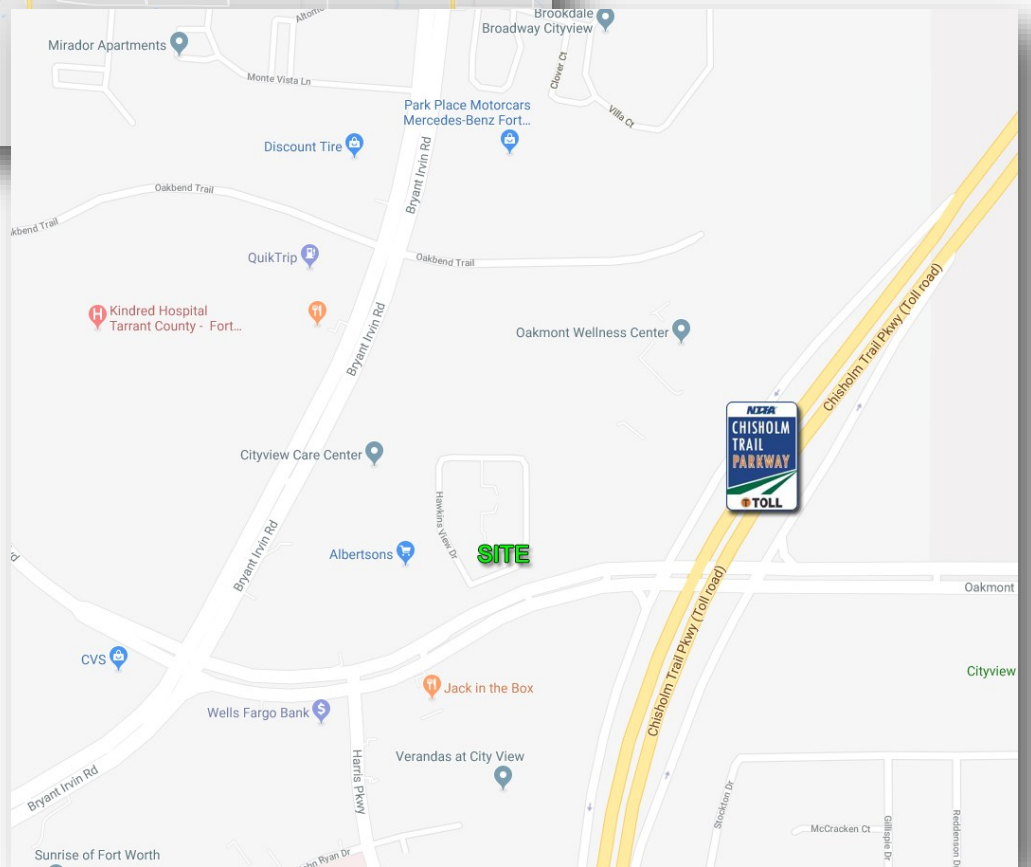 Altom
Brookdale
Broadway Cityview
Mirador Apartments
Clover Ct
Monte Vista Ln
Park Place Motorcars
Mercedes-Benz Fort...
Villa Ct
Discount Tire
Bryant Irvin Rd
Oakbend Trail
kbend Trail
QuikTrip
Oakbend Trail
Chisholm Trail Pkwy (Toll road)
Kindred Hospital
Tarrant County - Fort...
Bryant Irvin Rd
Oakmont Wellness Center
NTTA
CHISHOLM
TRAIL
PARKWAY
TOLL
Cityview Care Center
Hawkins View Dr
Bryant Irvin Rd
Albertsons
SITE
Oakmont
Chisholm Trail Pkwy (Toll road)
CVS
Cityview
Jack in the Box
Wells Fargo Bank
Verandas at City View
Bryant Irvin Rd
Harris Pkwy
Stockton Dr
McCracken Ct
Gillispie Dr
Reddenson D
Sunrise of Fort Worth
hn Ryan Dr